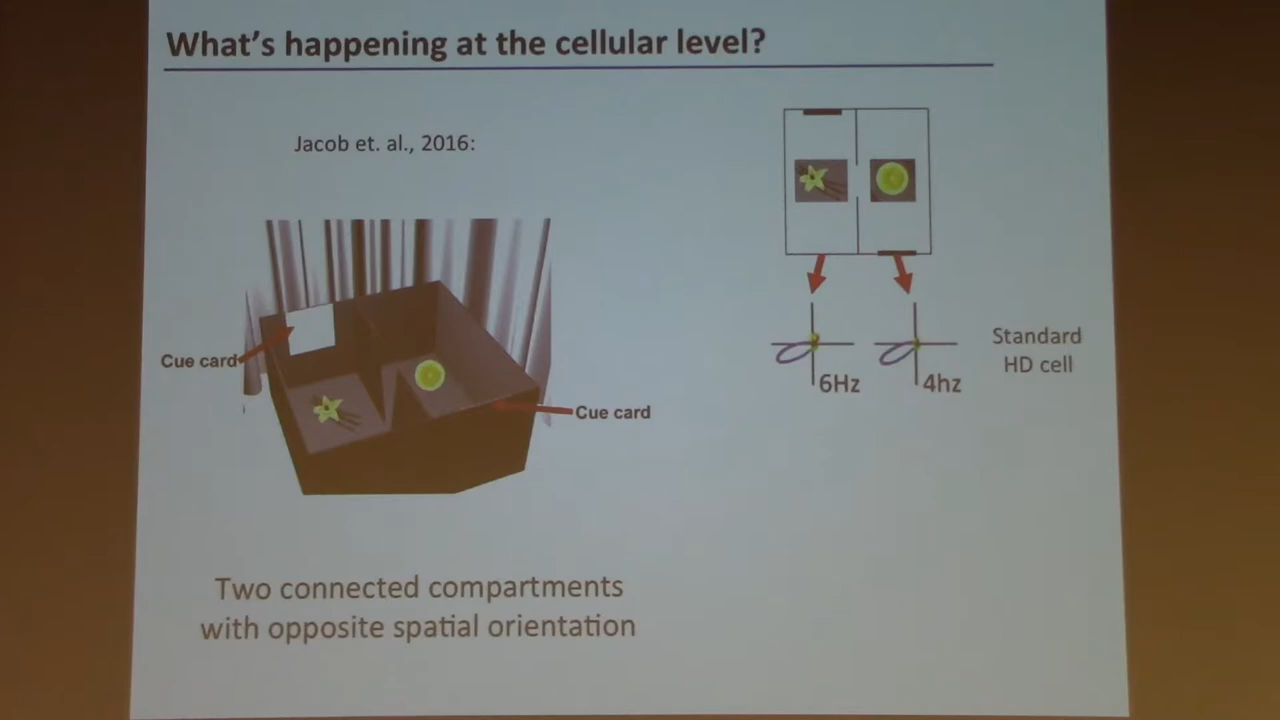 What's happening at the cellular level?
Jacob et. al., 2016:
Cue card
Cue card
Two connected compartments
with opposite spatial orientation
6Hz
4hz
Standard
HD cell